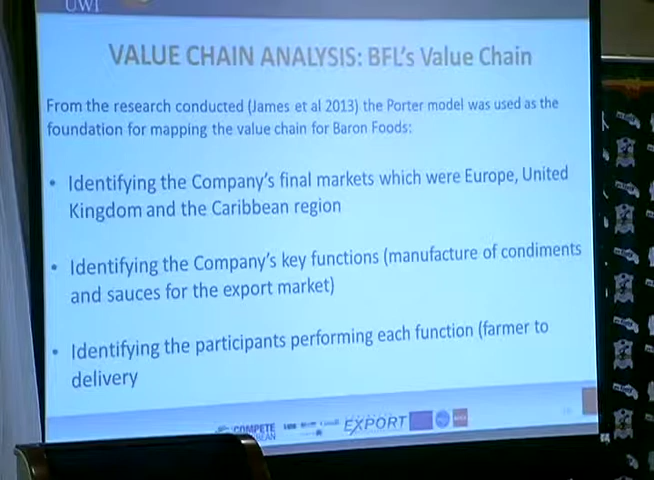 UWI
VALUE CHAIN ANALYSIS: BFL's Value Chain
From the research conducted (James et al 2013) the Porter model was used as the
foundation for mapping the value chain for Baron Foods:
• Identifying the Company's final markets which were Europe, United
Kingdom and the Caribbean region
• Identifying the Company's key functions (manufacture of condiments
and sauces for the export market)
• Identifying the participants performing each function (farmer to
delivery
COMPETE
EXPORT